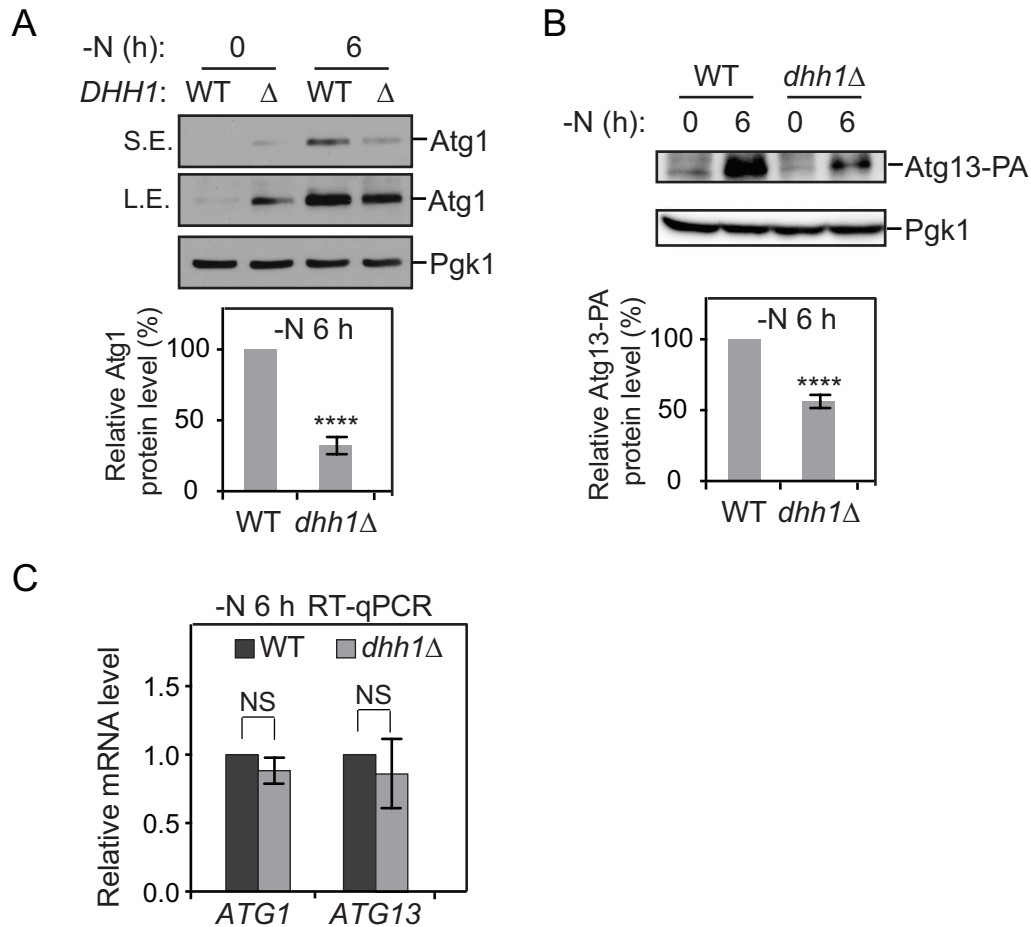 A
-N (h): 0 6
DHH1: WT Δ WT Δ
S.E. Atg1
L.E. Atg1
Pgk1
Relative Atg1
protein level (%)
-N 6 h
100
50
0
****
WT dhh1Δ
B
WT dhh1Δ
-N (h): 0 6 0 6
Atg13-PA
Pgk1
Relative Atg13-PA
protein level (%)
-N 6 h
100
50
0
****
WT dhh1Δ
C
-N 6 h RT-qPCR
WT dhh1Δ
Relative mRNA level
1.5
1.0
0.5
0.0
NS NS
ATG1 ATG13